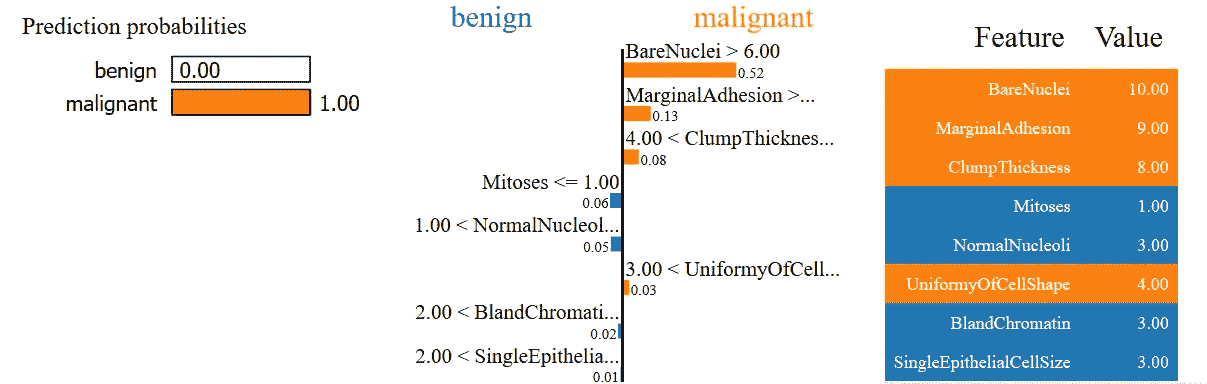 Prediction probabilities
benign 0.00
malignant 1.00
benign malignant
BareNuclei > 6.00
0.52
MarginalAdhesion >...
0.13
4.00 < ClumpThicknes...
0.08
Mitoses <= 1.00
0.06
1.00 < NormalNucleol...
0.05
3.00 < UniformyOfCell...
0.03
2.00 < BlandChromati...
0.02
2.00 < SingleEpithelia...
0.01
Feature Value
BareNuclei 10.00
MarginalAdhesion 9.00
ClumpThickness 8.00
Mitoses 1.00
NormalNucleoli 3.00
UniformyOfCellShape 4.00
BlandChromatin 3.00
SingleEpithelialCellSize 3.00